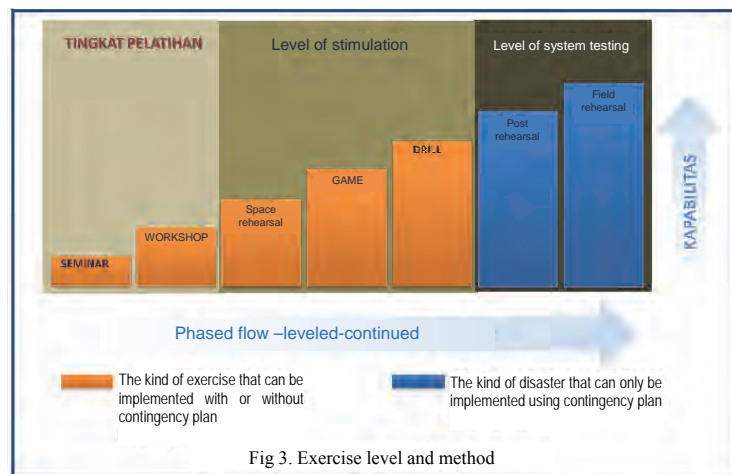 TINGKAT PELATIHAN
Level of stimulation
Level of system testing
SEMINAR
WORKSHOP
Space
rehearsal
GAME
DRILL
Post
rehearsal
Field
rehearsal
KAPABILITAS
Phased flow –leveled-continued
The kind of exercise that can be
implemented with or without
contingency plan
The kind of disaster that can only be
implemented using contingency plan
Fig 3. Exercise level and method